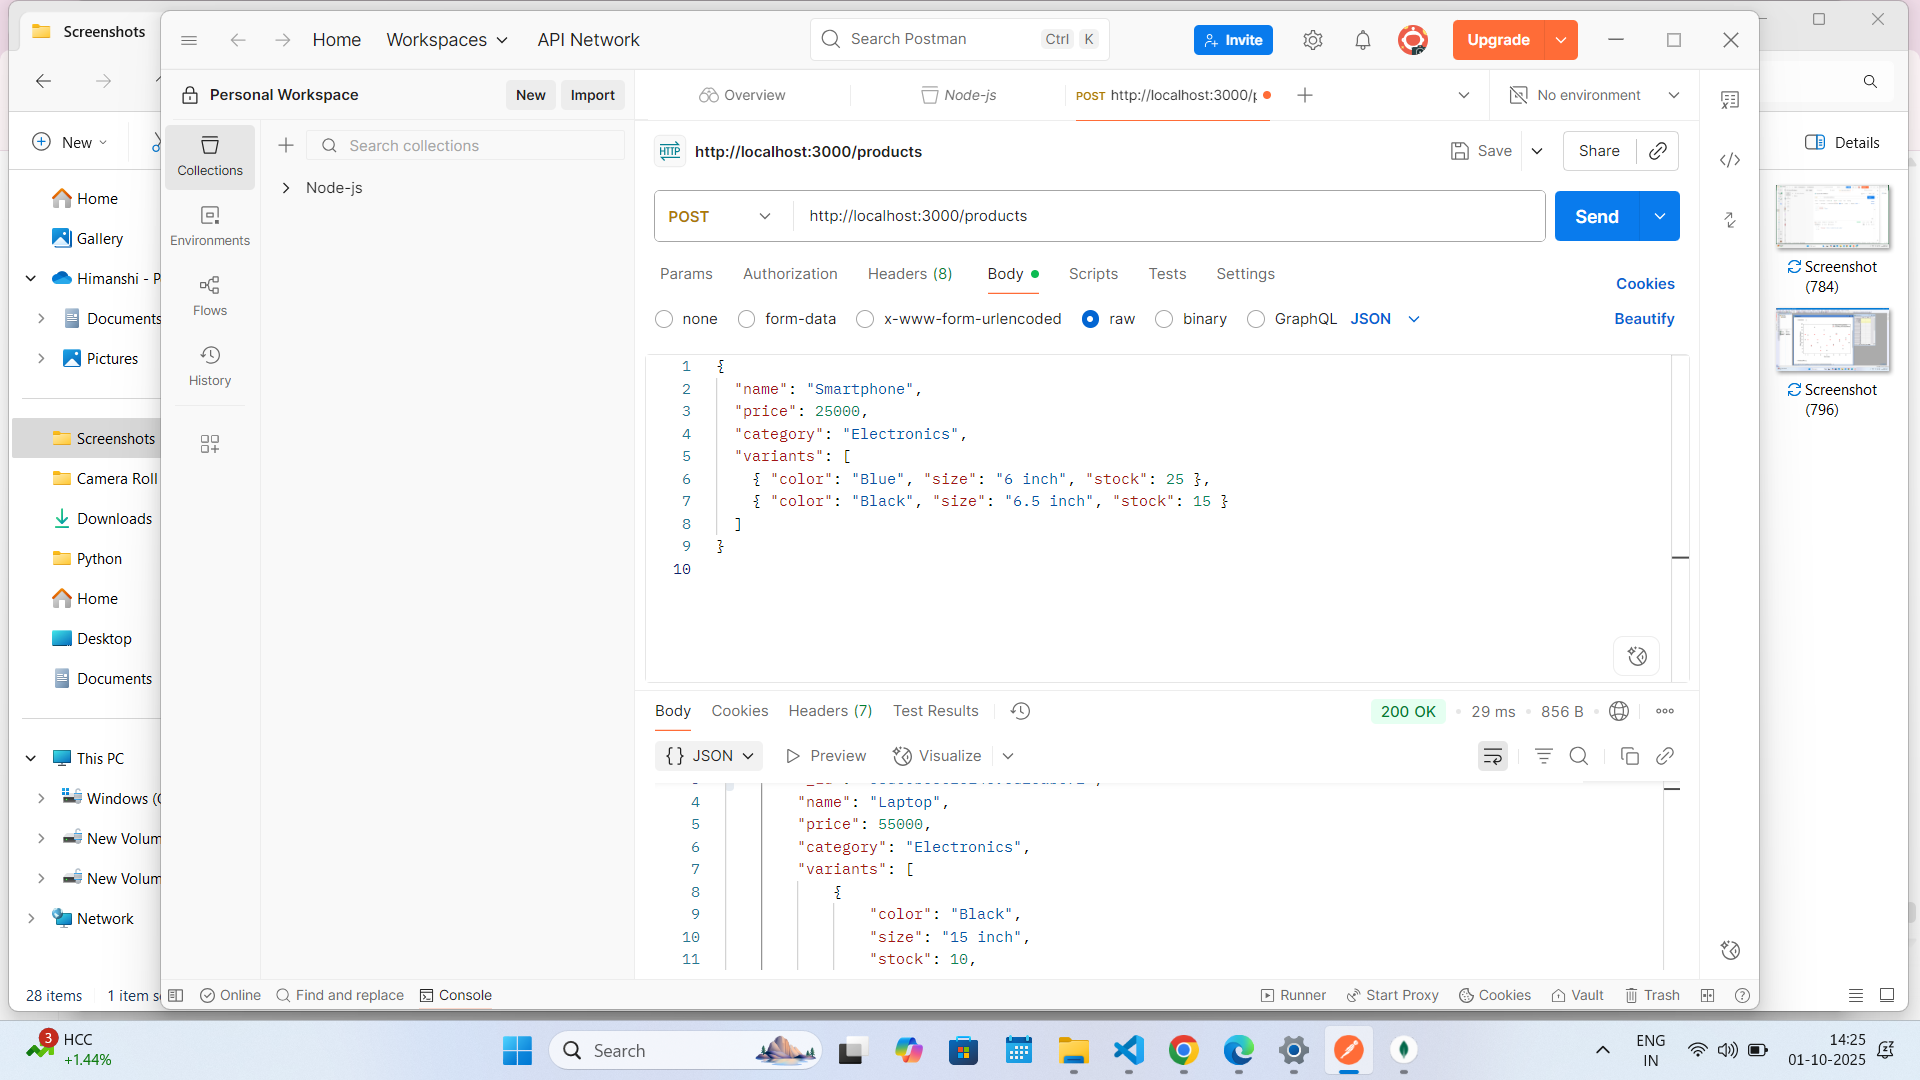 Screenshots
Home
Workspaces
API Network
Search Postman
Ctrl
K
Invite
Upgrade
Personal Workspace
New
Import
Overview
Node-js
POST http://localhost:3000/
No environment
New
Details
Collections
Search collections
Node-js
Environments
Flows
History
HTTP
http://localhost:3000/products
Save
Share
POST
http://localhost:3000/products
Send
Params
Authorization
Headers (8)
Body
Scripts
Tests
Settings
Cookies
none
form-data
x-www-form-urlencoded
raw
binary
GraphQL
JSON
Beautify
1 {
2 "name": "Smartphone",
3 "price": 25000,
4 "category": "Electronics",
5 "variants": [
6 { "color": "Blue", "size": "6 inch", "stock": 25 },
7 { "color": "Black", "size": "6.5 inch", "stock": 15 }
8 ]
9 }
10
Body
Cookies
Headers (7)
Test Results
200 OK
29 ms
856 B
{} JSON
Preview
Visualize
4 "name": "Laptop",
5 "price": 55000,
6 "category": "Electronics",
7 "variants": [
8 {
9 "color": "Black",
10 "size": "15 inch",
11 "stock": 10,
Home
Gallery
Himanshi - P
Documents
Pictures
Screenshots
Camera Roll
Downloads
Python
Home
Desktop
Documents
This PC
Windows (
New Volum
New Volum
Network
28 items
1 item
Screenshot
(784)
Screenshot
(796)
Online
Find and replace
Console
Runner
Start Proxy
Cookies
Vault
Trash
3
HCC
+1.44%
Search
ENG
IN
14:25
01-10-2025